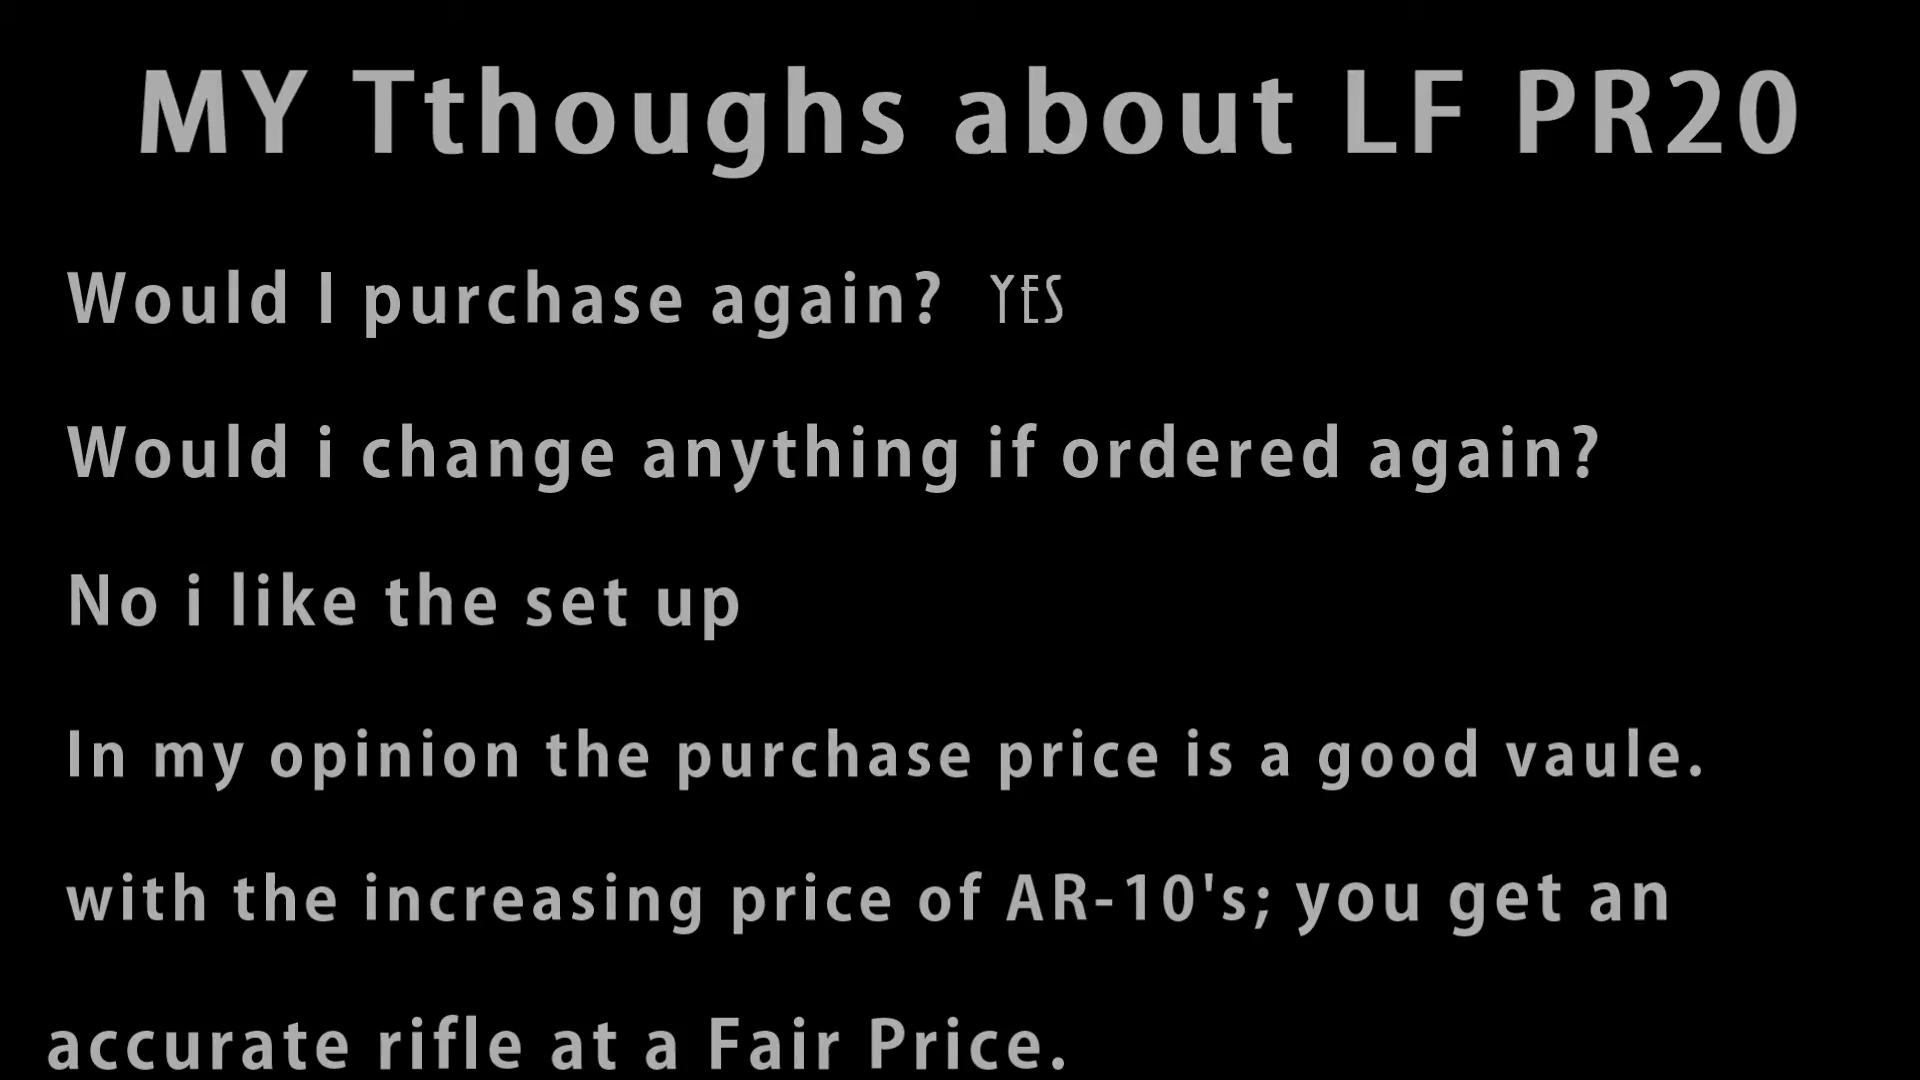 MY Tthoughs about LF PR20
Would I purchase again? YES
Would i change anything if ordered again?
No i like the set up
In my opinion the purchase price is a good vaule.
with the increasing price of AR-10's; you get an
accurate rifle at a Fair Price.